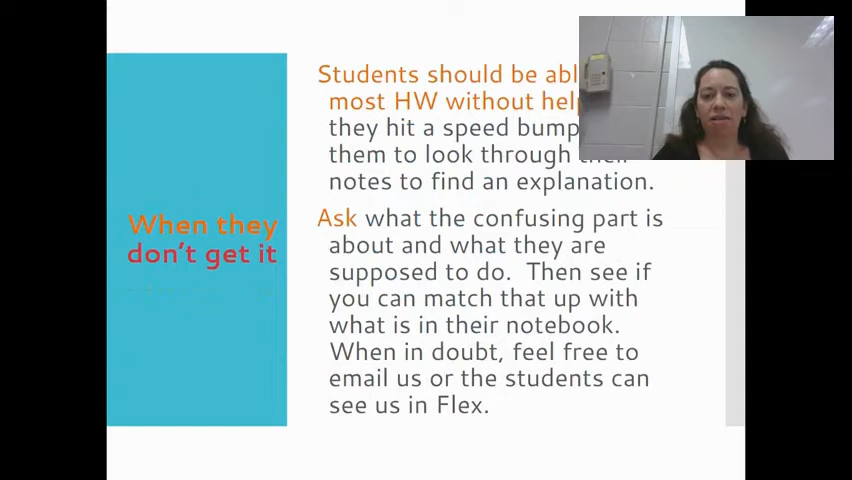 When they
don't get it
Students should be
most HW without
they hit a speed bump
them to look through
notes to find an explanation.
Ask what the confusing part is
about and what they are
supposed to do. Then see if
you can match that up with
what is in their notebook.
When in doubt, feel free to
email us or the students can
see us in Flex.